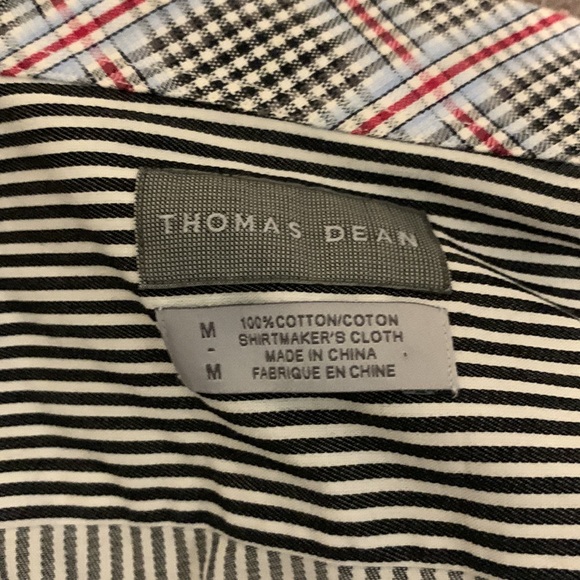 THOMAS DEAN
M
-
M
100%COTTON/COTON
SHIRTMAKER'S CLOTH
MADE IN CHINA
FABRIQUE EN CHINE